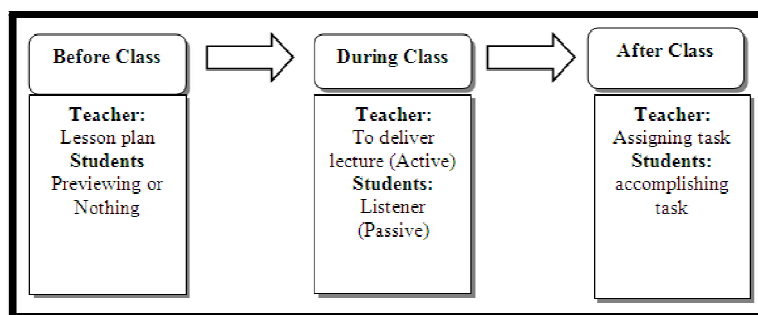 Before Class
Teacher:
Lesson plan
Students
Previewing or
Nothing
During Class
Teacher:
To deliver
lecture (Active)
Students:
Listener
(Passive)
After Class
Teacher:
Assigning task
Students:
accomplishing
task